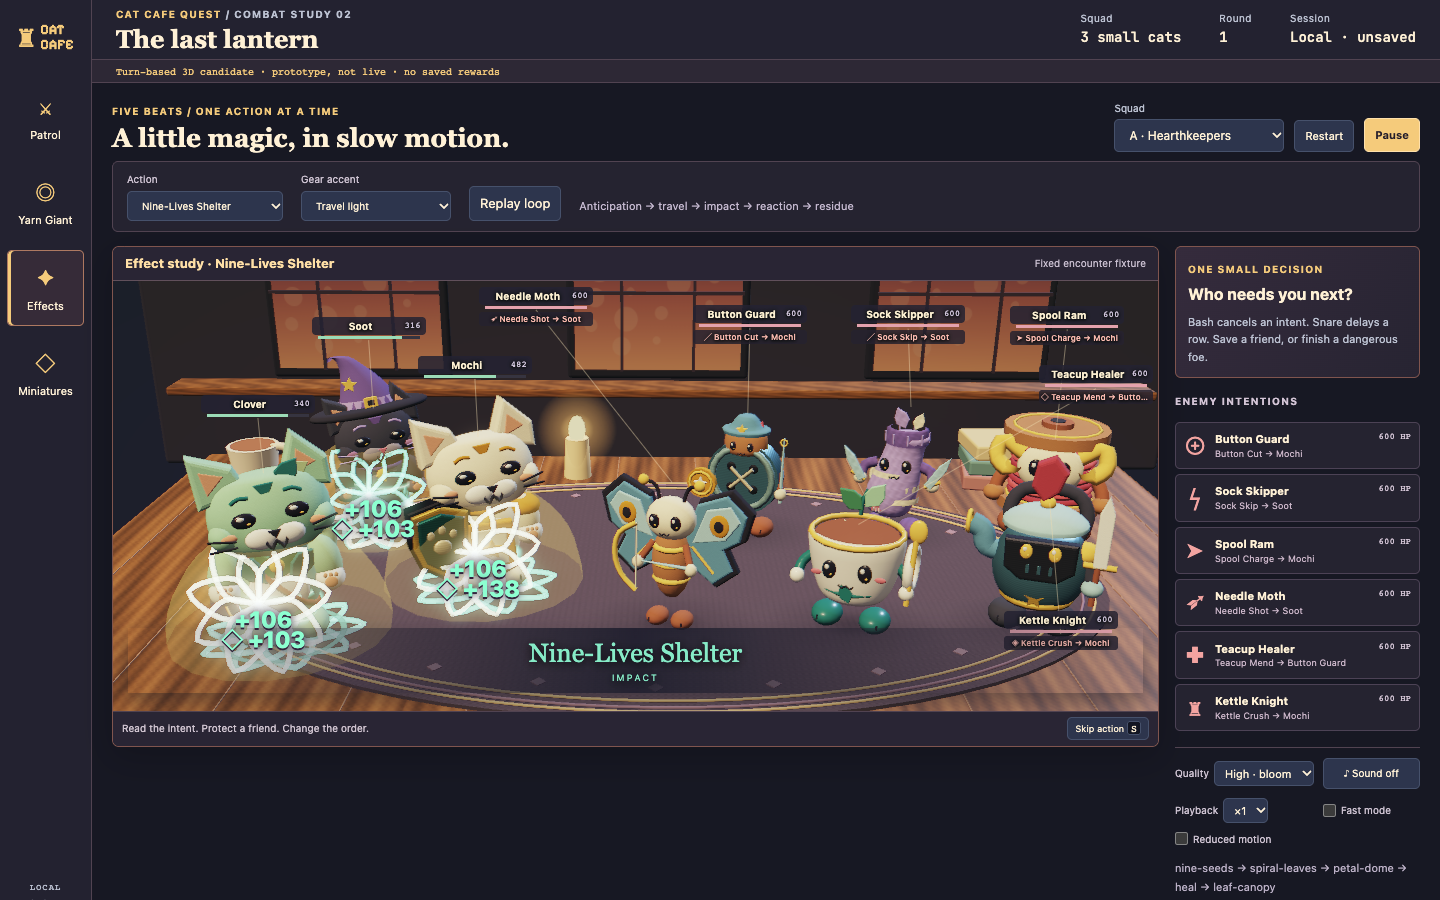 OAT
OAFE
CAT CAFE QUEST / COMBAT STUDY 02
The last lantern
Squad
3 small cats
Round
1
Session
Local · unsaved
Turn-based 3D candidate · prototype, not live · no saved rewards
Patrol
Yarn Giant
Effects
Miniatures
LOCAL
FIVE BEATS / ONE ACTION AT A TIME
A little magic, in slow motion.
Squad
A · Hearthkeepers
Restart
Pause
Action
Nine-Lives Shelter
Gear accent
Travel light
Replay loop
Anticipation → travel → impact → reaction → residue
Effect study · Nine-Lives Shelter
Fixed encounter fixture
Needle Moth 600
Needle Shot → Soot
Soot 316
Button Guard 600
Button Cut → Mochi
Sock Skipper 600
Sock Skip → Soot
Spool Ram 600
Spool Charge → Mochi
Mochi 482
Teacup Healer 600
Teacup Mend → Butto...
Clover 340
+106
+103
+106
+138
+106
+103
Kettle Knight 600
Kettle Crush → Mochi
Nine-Lives Shelter
IMPACT
Read the intent. Protect a friend. Change the order.
Skip action S
ONE SMALL DECISION
Who needs you next?
Bash cancels an intent. Snare delays a
row. Save a friend, or finish a dangerous
foe.
ENEMY INTENTIONS
Button Guard 600 HP
Button Cut → Mochi
Sock Skipper 600 HP
Sock Skip → Soot
Spool Ram 600 HP
Spool Charge → Mochi
Needle Moth 600 HP
Needle Shot → Soot
Teacup Healer 600 HP
Teacup Mend → Button Guard
Kettle Knight 600 HP
Kettle Crush → Mochi
Quality
High · bloom
♪ Sound off
Playback
×1
Fast mode
Reduced motion
nine-seeds → spiral-leaves → petal-dome →
heal → leaf-canopy